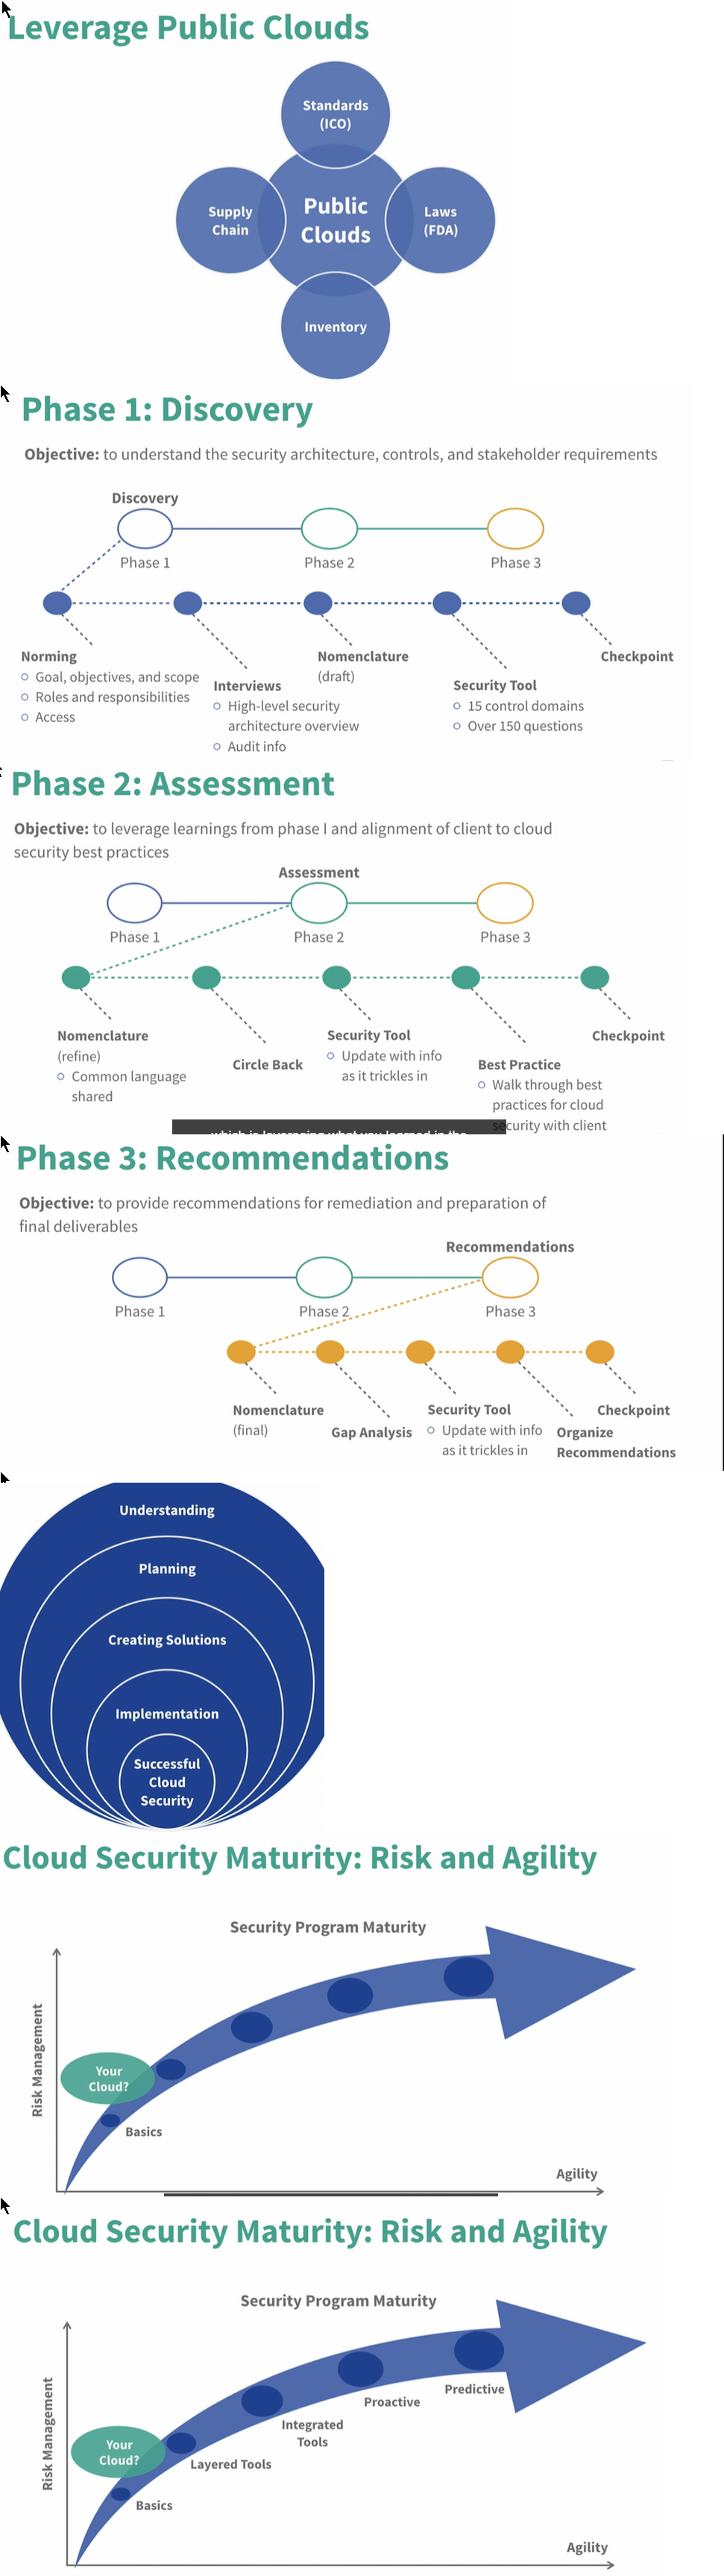 Leverage Public Clouds
Standards
(ICO)
Supply
Chain
Public
Clouds
Laws
(FDA)
Inventory
Phase 1: Discovery
Objective: to understand the security architecture, controls, and stakeholder requirements
Discovery
Phase 1
Phase 2
Phase 3
Norming
Goal, objectives, and scope
Roles and responsibilities
Access
Interviews
High-level security
architecture overview
Audit info
Nomenclature
(draft)
Security Tool
15 control domains
Over 150 questions
Checkpoint
Phase 2: Assessment
Objective: to leverage learnings from phase I and alignment of client to cloud
security best practices
Assessment
Phase 1
Phase 2
Phase 3
Nomenclature
(refine)
Common language
shared
Circle Back
Security Tool
Update with info
as it trickles in
Best Practice
Walk through best
practices for cloud
security with client
Checkpoint
which is leveraging what you learned in the
Phase 3: Recommendations
Objective: to provide recommendations for remediation and preparation of
final deliverables
Recommendations
Phase 1
Phase 2
Phase 3
Nomenclature
(final)
Gap Analysis
Security Tool
Update with info
as it trickles in
Organize
Recommendations
Checkpoint
Understanding
Planning
Creating Solutions
Implementation
Successful
Cloud
Security
Cloud Security Maturity: Risk and Agility
Security Program Maturity
Risk Management
Your
Cloud?
Basics
Agility
Cloud Security Maturity: Risk and Agility
Security Program Maturity
Risk Management
Predictive
Proactive
Integrated
Tools
Your
Cloud?
Layered Tools
Basics
Agility